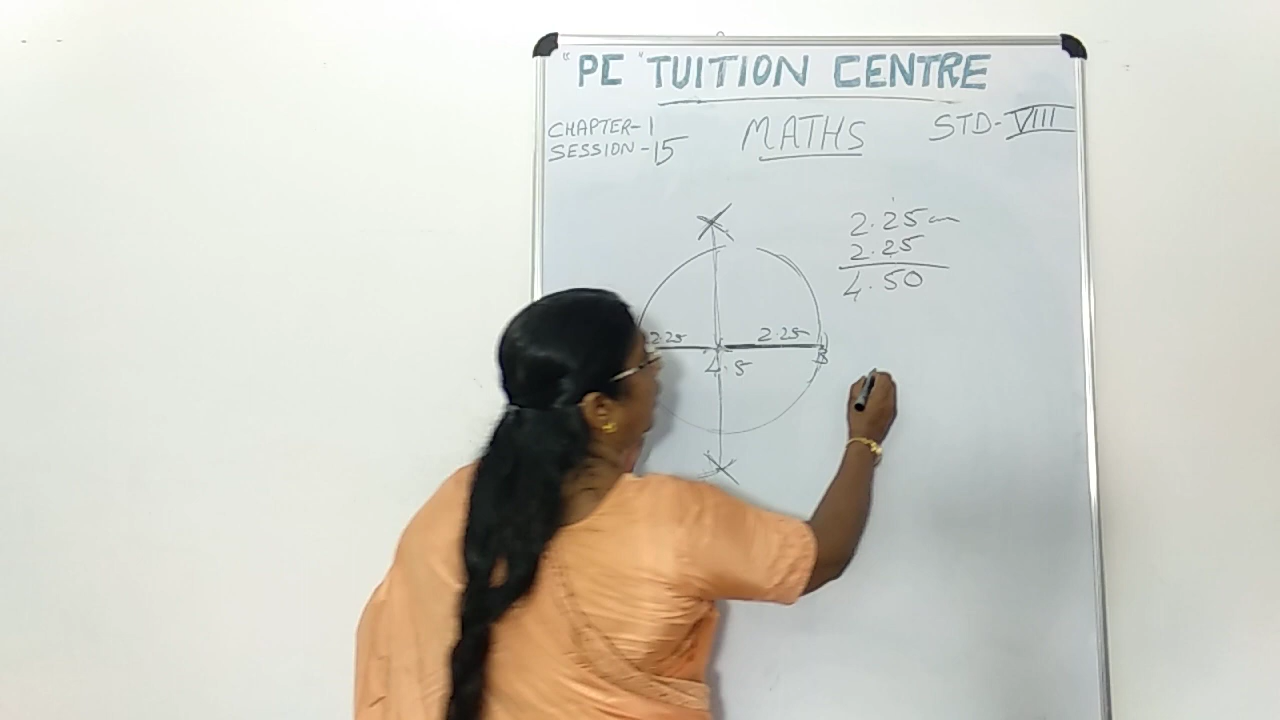 "PC" TUITION CENTRE
CHAPTER-1
SESSION-15
MATHS
STD-VIII
2.25cm
2.25
4.50
2.25
2.25
4.5
B